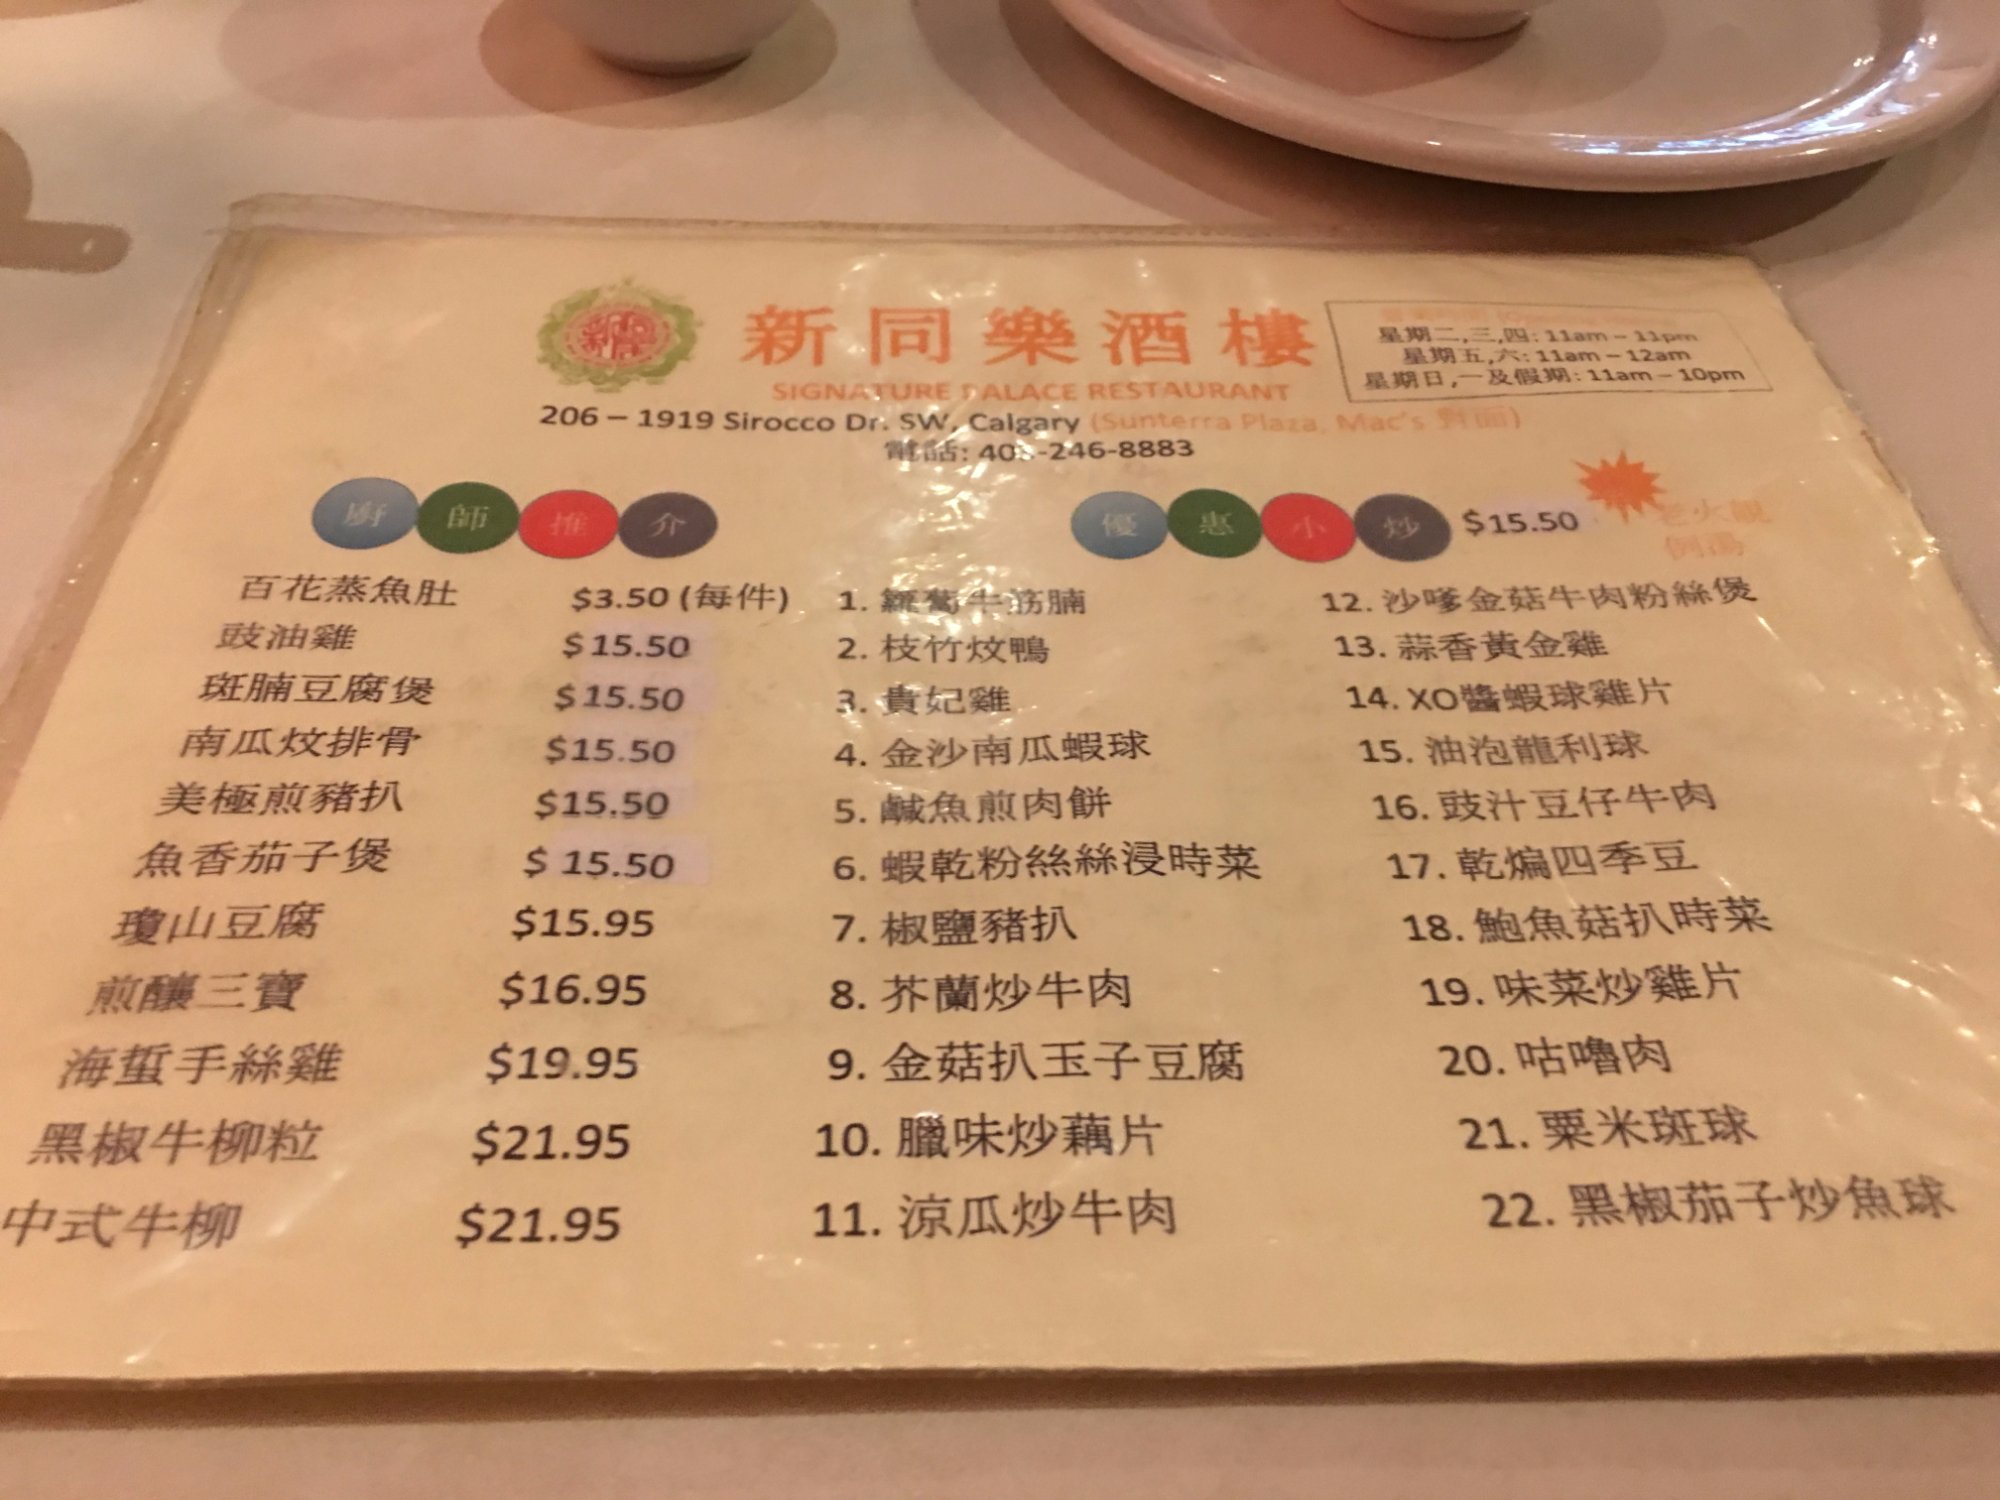 新同樂酒樓
SIGNATURE PALACE RESTAURANT
206 – 1919 Sirocco Dr. SW, Calgary (Sunterra Plaza, Mac's 對面)
電話: 403-246-8883
星期二,三,四: 11am – 11pm
星期五,六: 11am – 12am
星期日,一及假期: 11am – 10pm
廚師推介
百花蒸魚肚 $3.50 (每件)
豉油雞 $15.50
斑腩豆腐煲 $15.50
南瓜炆排骨 $15.50
美極煎豬扒 $15.50
魚香茄子煲 $15.50
瓊山豆腐 $15.95
煎釀三寶 $16.95
海蜇手絲雞 $19.95
黑椒牛柳粒 $21.95
中式牛柳 $21.95
優惠小炒 $15.50
老火靚
例湯
1. 蘿蔔牛筋腩
2. 枝竹炆鴨
3. 貴妃雞
4. 金沙南瓜蝦球
5. 鹹魚煎肉餅
6. 蝦乾粉絲絲浸時菜
7. 椒鹽豬扒
8. 芥蘭炒牛肉
9. 金菇扒玉子豆腐
10. 臘味炒藕片
11. 涼瓜炒牛肉
12. 沙嗲金菇牛肉粉絲煲
13. 蒜香黃金雞
14. XO醬蝦球雞片
15. 油泡龍利球
16. 豉汁豆仔牛肉
17. 乾煸四季豆
18. 鮑魚菇扒時菜
19. 味菜炒雞片
20. 咕嚕肉
21. 粟米斑球
22. 黑椒茄子炒魚球